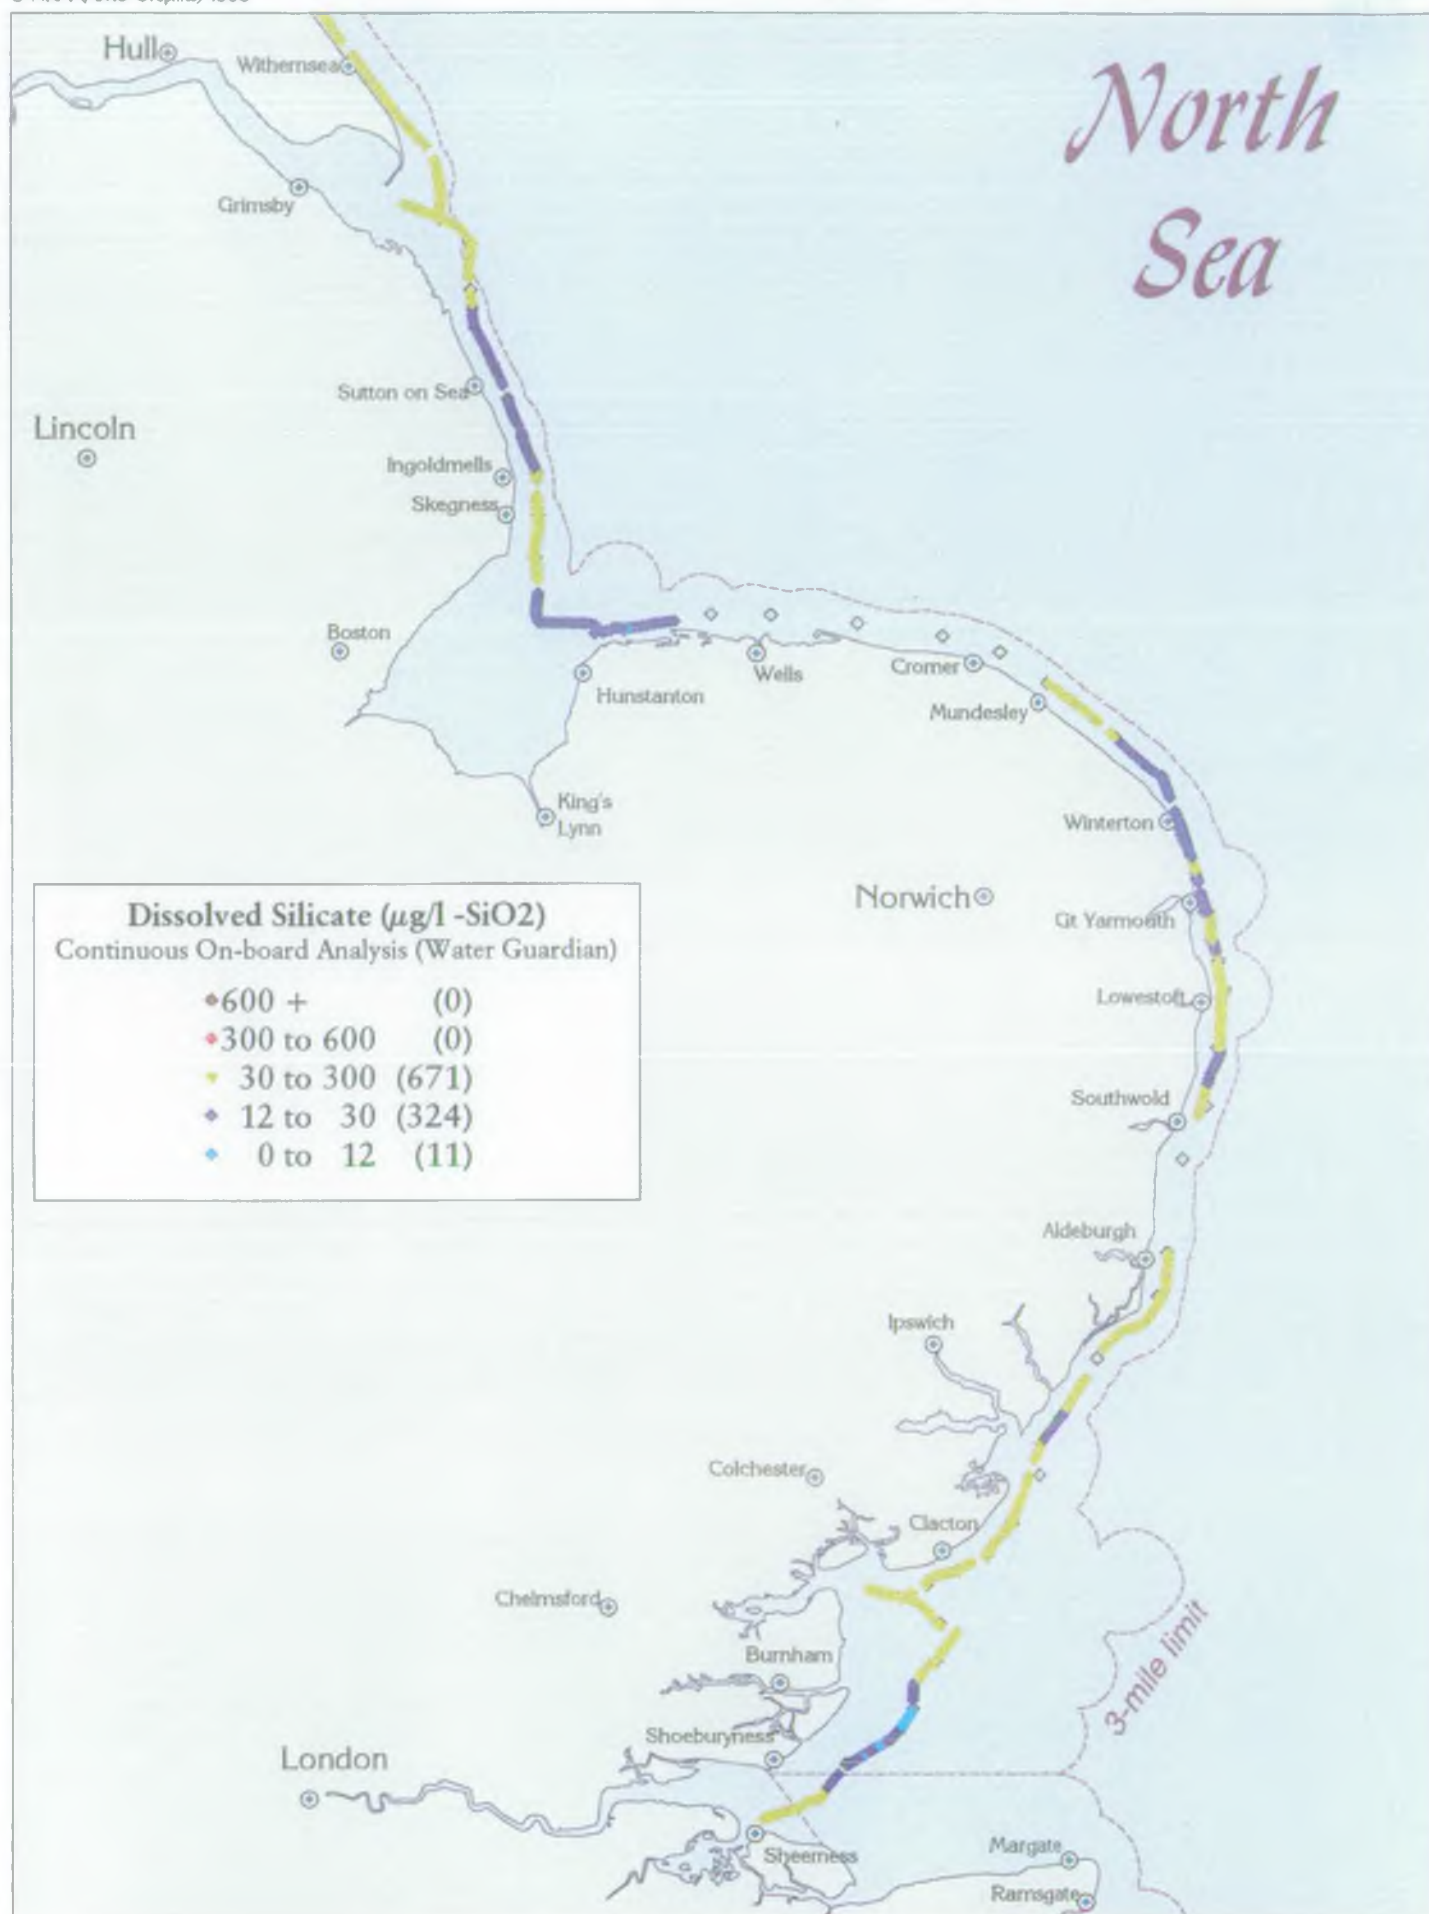 Hull
Withernsea
North
Sea
Grimsby
Sutton on Sea
Lincoln
Ingoldmells
Skegness
Boston
Wells
Cromer
Hunstanton
Mundesley
King's
Lynn
Winterton
Norwich
Gt Yarmouth
Dissolved Silicate (µg/l -SiO2)
Continuous On-board Analysis (Water Guardian)
600 + (0)
300 to 600 (0)
30 to 300 (671)
12 to 30 (324)
0 to 12 (11)
Lowestoft
Southwold
Aldeburgh
Ipswich
Colchester
Clacton
Chelmsford
3-mile limit
Burnham
Shoeburyness
London
Sheerness
Margate
Ramsgate